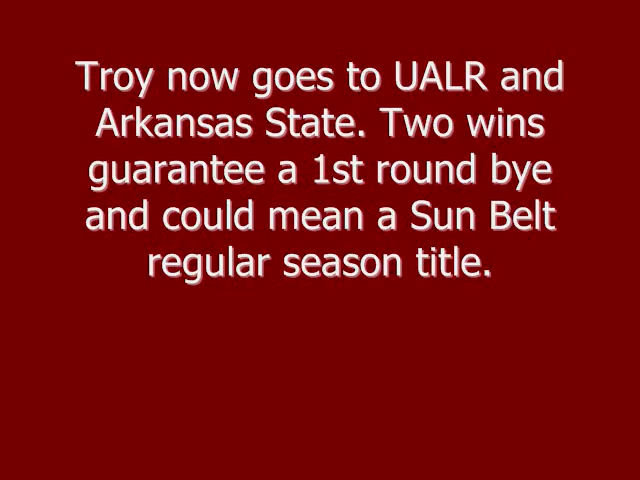 Troy now goes to UALR and
Arkansas State. Two wins
guarantee a 1st round bye
and could mean a Sun Belt
regular season title.